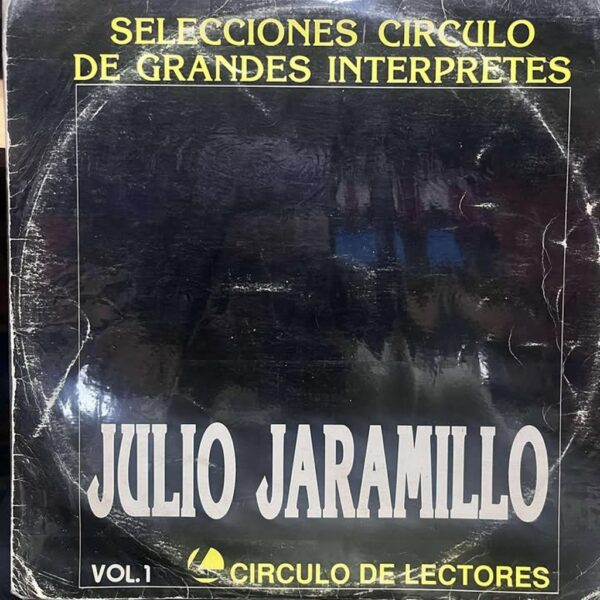 SELECCIONES CIRCULO
DE GRANDES INTERPRETES
JULIO JARAMILLO
VOL.1
CIRCULO DE LECTORES